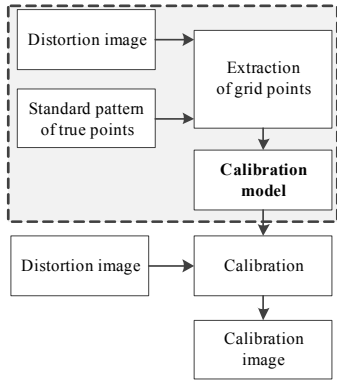 Distortion image
Extraction
of grid points
Standard pattern
of true points
Calibration
model
Distortion image
Calibration
Calibration
image